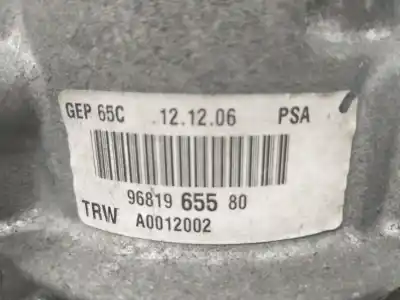 GEP 65C 12.12.06 PSA
96819 655 80
TRW A0012002